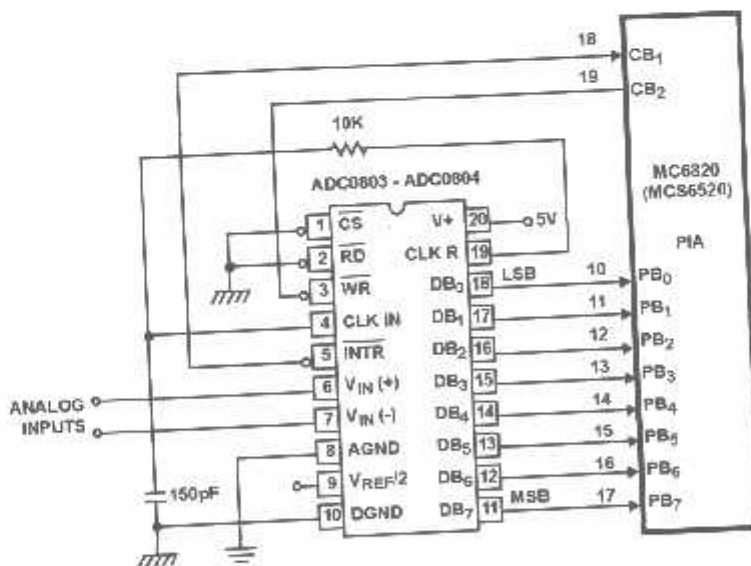 18
CB1
19
CB2
10K
MC6820
(MCS6520)
PIA
ADC0803 - ADC0804
1 CS
V+ 20
5V
2 RD
CLK R 19
3 WR
DB0 18 LSB 10 PB0
4 CLK IN
DB1 17 11 PB1
5 INTR
DB2 16 12 PB2
6 VIN (+)
DB3 15 13 PB3
ANALOG
INPUTS
7 VIN (-)
DB4 14 14 PB4
8 AGND
DB5 13 15 PB5
9 VREF/2
DB6 12 16 PB6
150pF
10 DGND
DB7 11 MSB 17 PB7